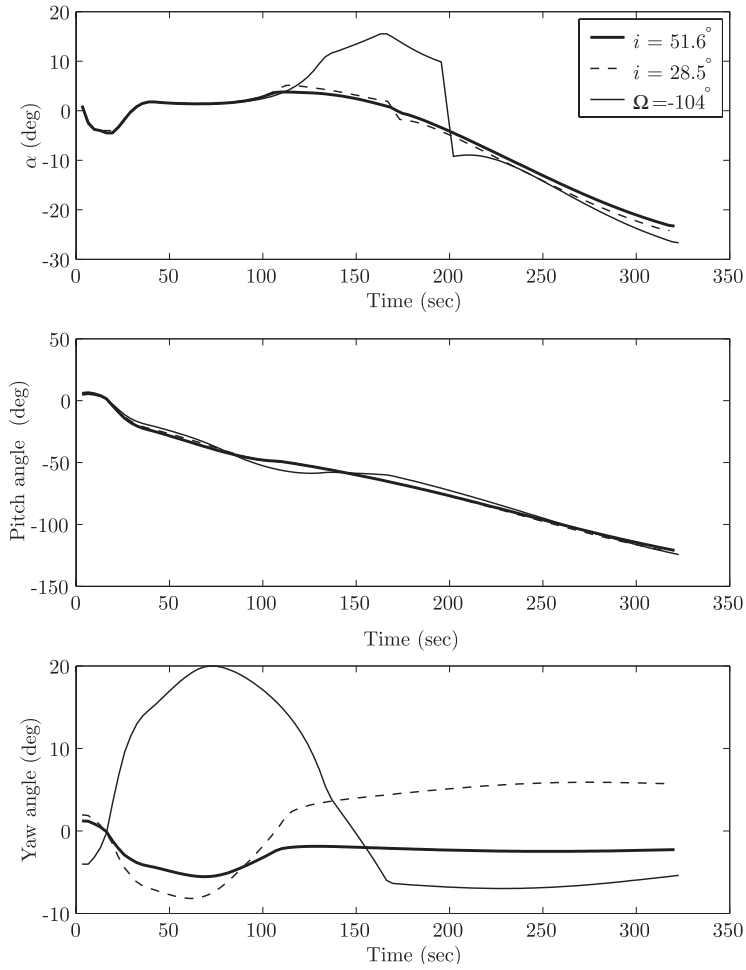 20
10
0
-10
-20
-30
α (deg)
i = 51.6°
i = 28.5°
Ω=-104°
0 50 100 150 200 250 300 350
Time (sec)
50
0
-50
-100
-150
Pitch angle (deg)
0 50 100 150 200 250 300 350
Time (sec)
20
10
0
-10
Yaw angle (deg)
0 50 100 150 200 250 300 350
Time (sec)